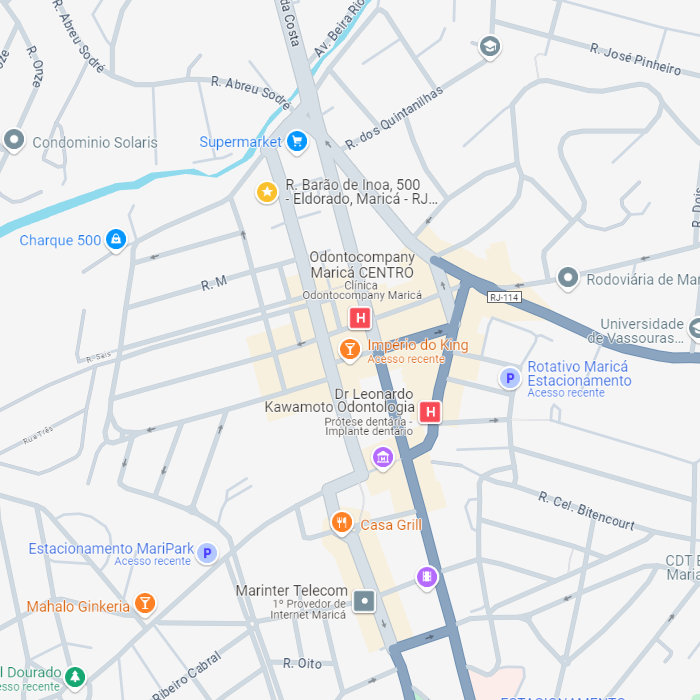 da Costa
Av. Beira Rio
R. Abreu Sodré
R. Onze
oze
R. José Pinheiro
R. Abreu Sodré
R. dos Quintanilhas
Condominio Solaris
Supermarket
R. Barão de Inoa, 500
- Eldorado, Maricá - RJ...
R. Dois
Charque 500
Odontocompany
Maricá CENTRO
Clínica
Odontocompany Maricá
R. M
Rodoviária de Mar
RJ-114
Universidade
de Vassouras...
Império do King
Acesso recente
R. Seis
Rotativo Maricá
Estacionamento
Acesso recente
Dr Leonardo
Kawamoto Odontologia
Prótese dentária -
Implante dentário
Rua Três
R. Cel. Bitencourt
Casa Grill
Estacionamento MariPark
Acesso recente
CDT E
Maria
Marinter Telecom
1º Provedor de
Internet Maricá
Mahalo Ginkeria
R. Oito
Ribeiro Cabral
l Dourado
cesso recente
ESTACIONAMENTO